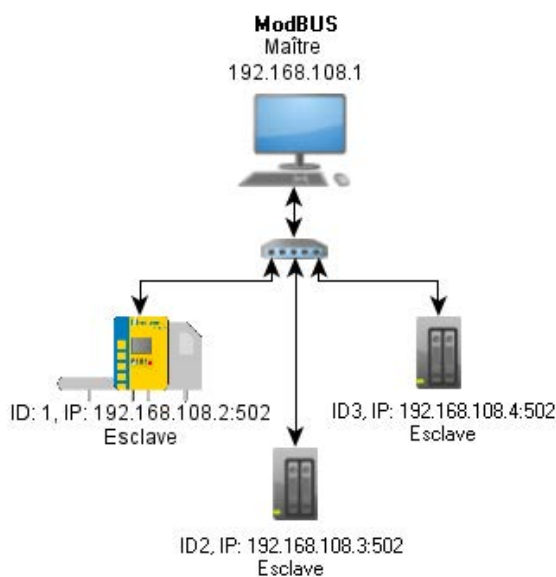 ModBUS
Maître
192.168.108.1
ID: 1, IP: 192.168.108.2:502
Esclave
ID3, IP: 192.168.108.4:502
Esclave
ID2, IP: 192.168.108.3:502
Esclave